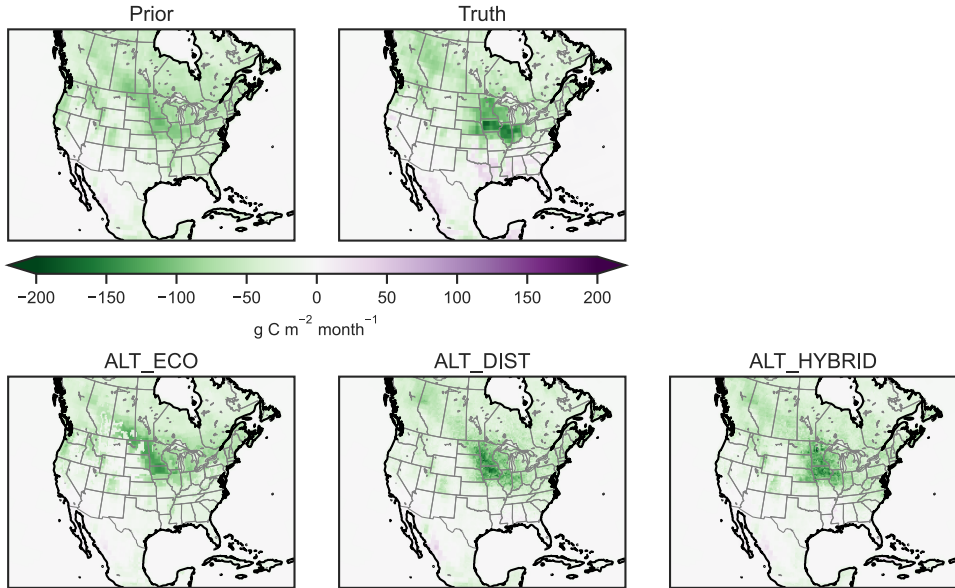 Prior Truth
−200 −150 −100 −50 0 50 100 150 200
g C m⁻² month⁻¹
ALT_ECO ALT_DIST ALT_HYBRID